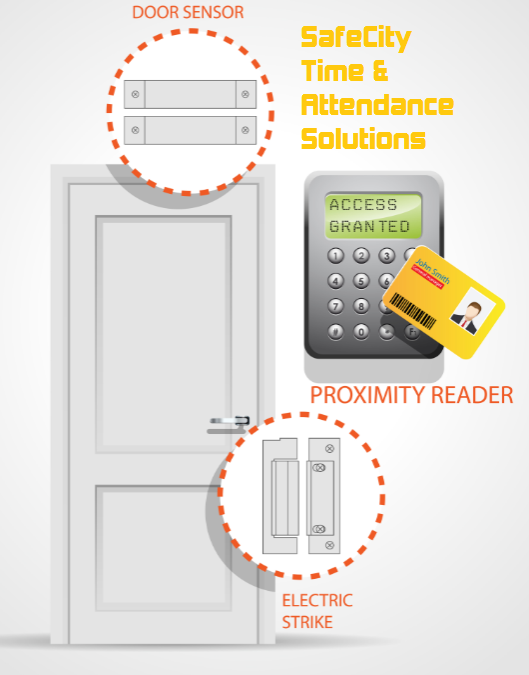 DOOR SENSOR
SafeCity
Time &
Attendance
Solutions
ACCESS
GRANTED
1 2 3
4 5 6
7 8
# 0
John Smith
PROXIMITY READER
ELECTRIC
STRIKE